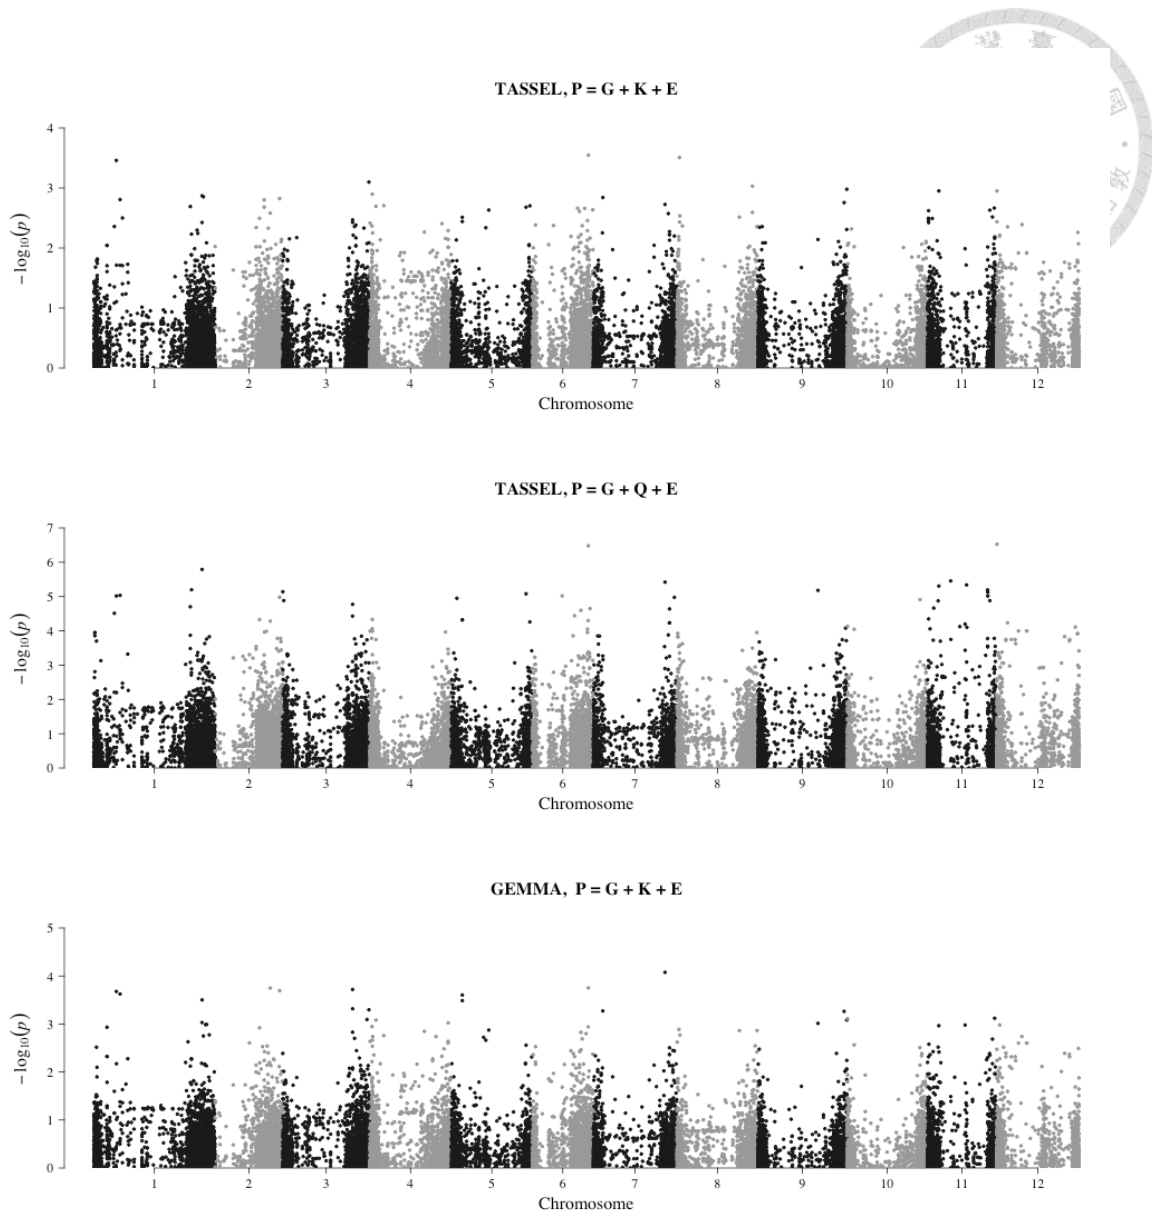 TASSEL, P = G + K + E
4
3
2
1
0
−log₁₀(p)
1 2 3 4 5 6 7 8 9 10 11 12
Chromosome
TASSEL, P = G + Q + E
7
6
5
4
3
2
1
0
−log₁₀(p)
1 2 3 4 5 6 7 8 9 10 11 12
Chromosome
GEMMA, P = G + K + E
5
4
3
2
1
0
−log₁₀(p)
1 2 3 4 5 6 7 8 9 10 11 12
Chromosome